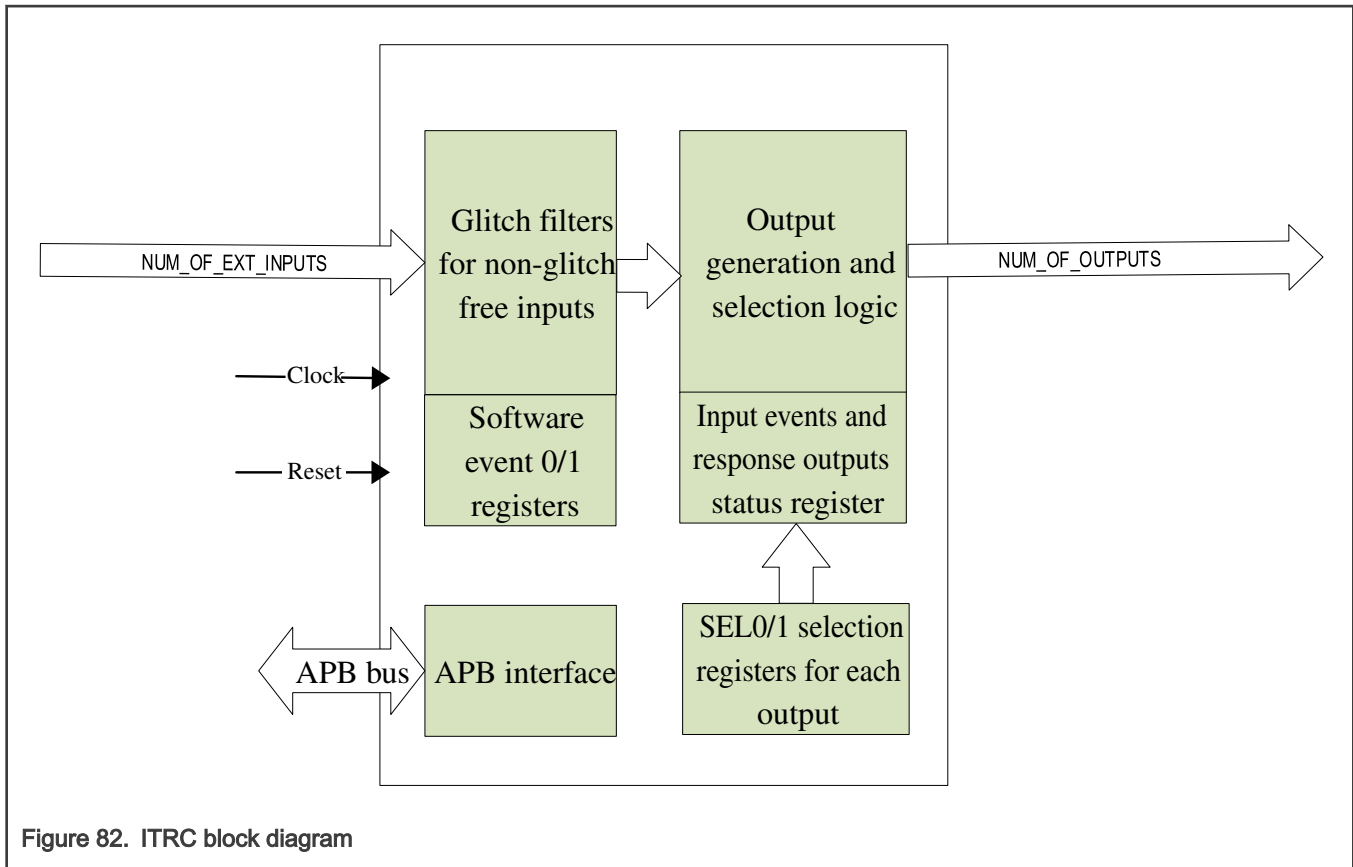 Glitch filters
for non-glitch
free inputs
Output
generation and
selection logic
NUM_OF_EXT_INPUTS
NUM_OF_OUTPUTS
Clock
Reset
Software
event 0/1
registers
Input events and
response outputs
status register
APB bus
APB interface
SEL0/1 selection
registers for each
output
Figure 82. ITRC block diagram